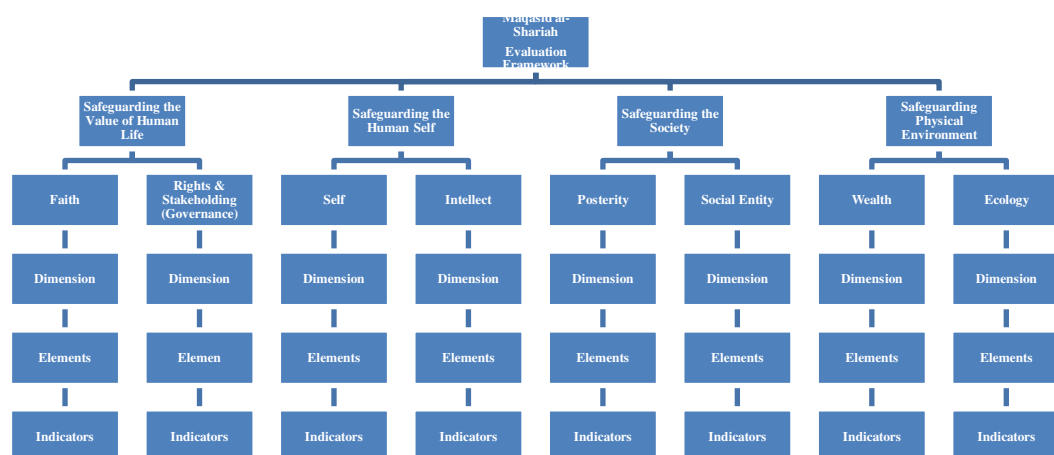 Maqasid al-
Shariah
Evaluation
Framework
Safeguarding the
Value of Human
Life
Safeguarding the
Human Self
Safeguarding the
Society
Safeguarding
Physical
Environment
Faith
Rights &
Stakeholding
(Governance)
Self
Intellect
Posterity
Social Entity
Wealth
Ecology
Dimension
Dimension
Dimension
Dimension
Dimension
Dimension
Dimension
Dimension
Elements
Elemen
Elements
Elements
Elements
Elements
Elements
Elements
Indicators
Indicators
Indicators
Indicators
Indicators
Indicators
Indicators
Indicators